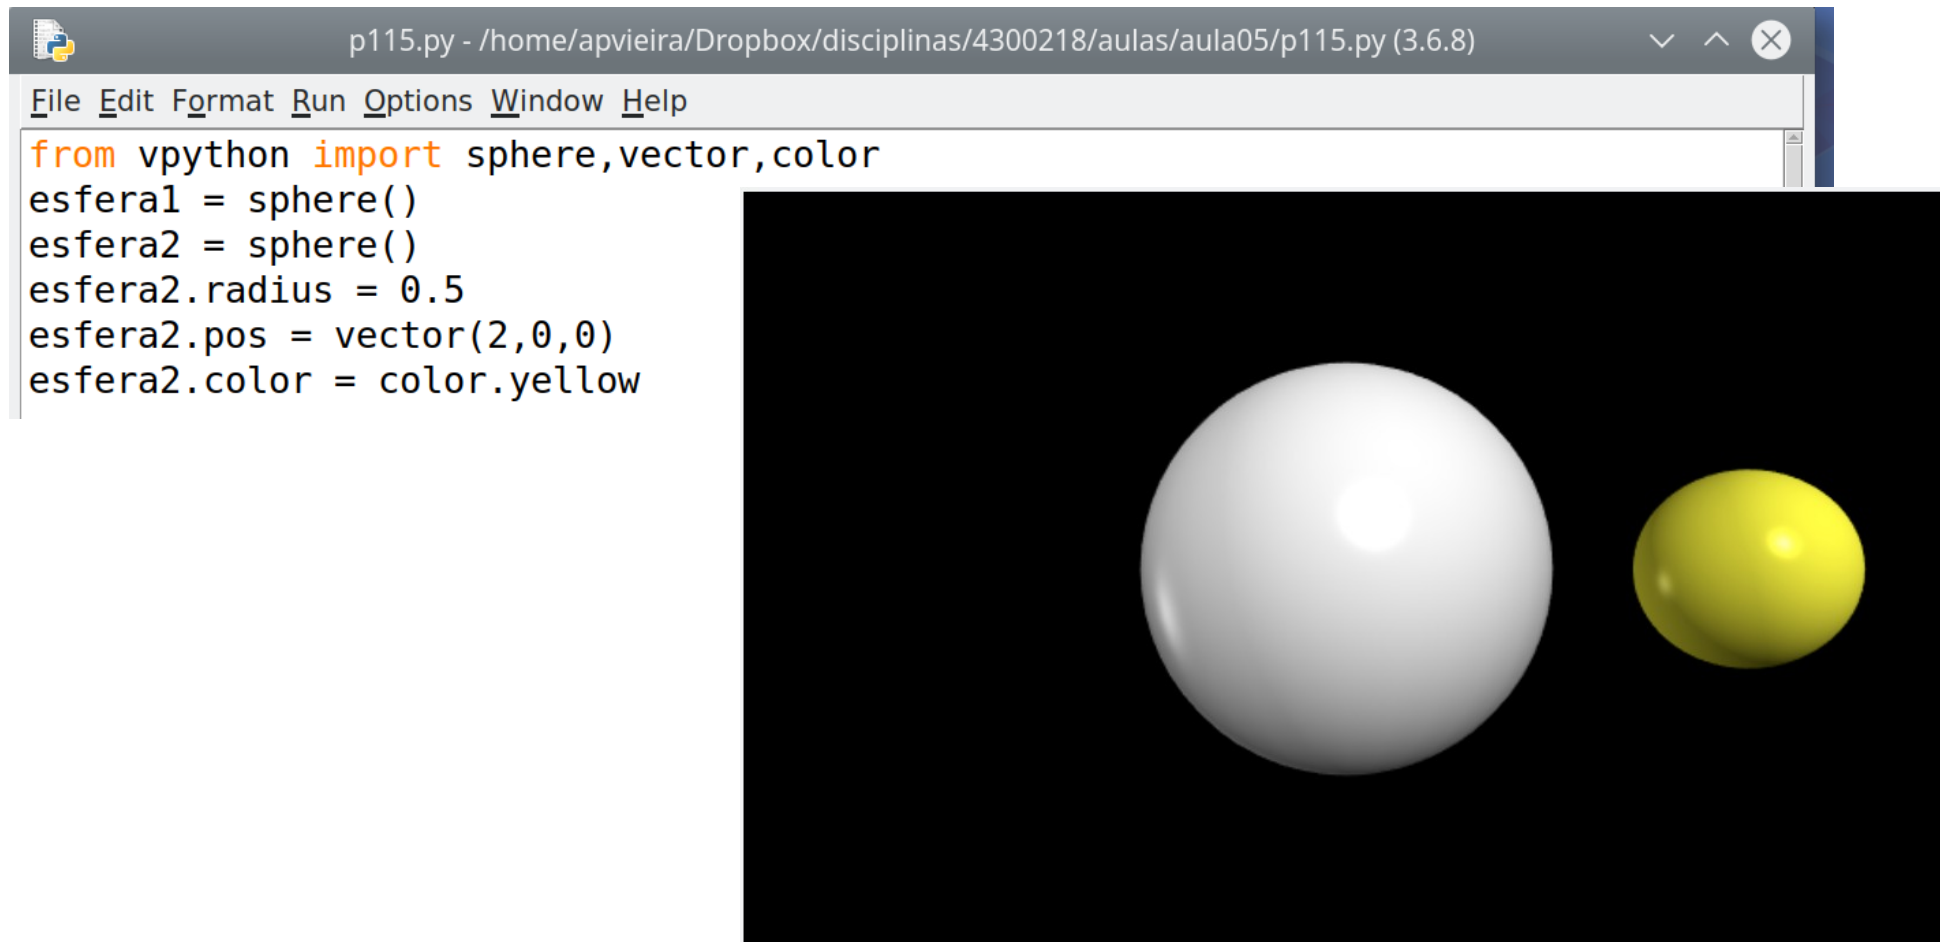 p115.py - /home/apvieira/Dropbox/disciplinas/4300218/aulas/aula05/p115.py (3.6.8)
File Edit Format Run Options Window Help
from vpython import sphere,vector,color
esfera1 = sphere()
esfera2 = sphere()
esfera2.radius = 0.5
esfera2.pos = vector(2,0,0)
esfera2.color = color.yellow